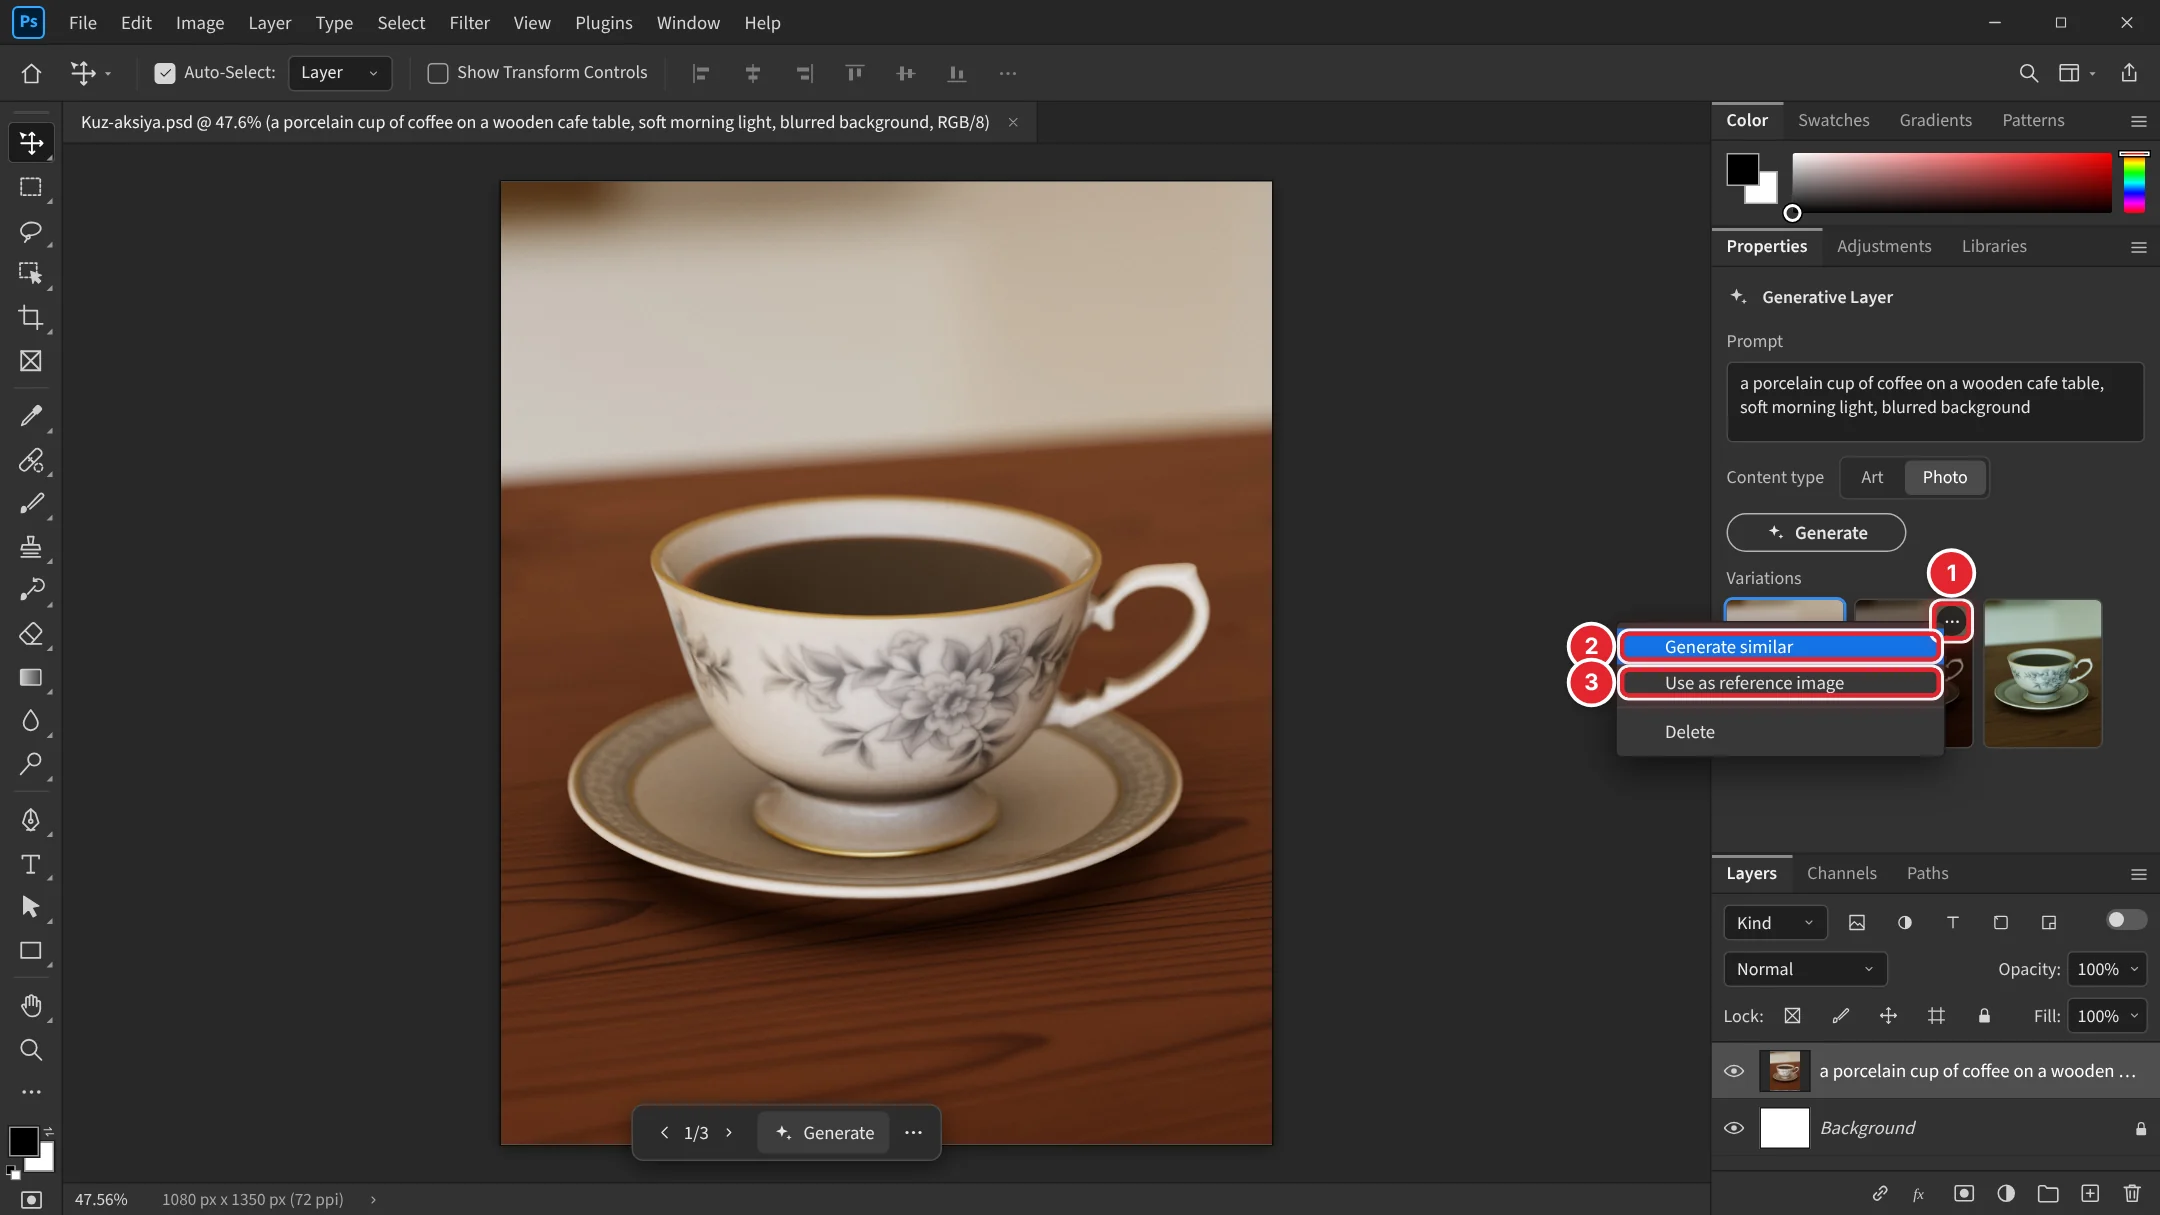 Ps File Edit Image Layer Type Select Filter View Plugins Window Help
Auto-Select: Layer Show Transform Controls
Kuz-aksiya.psd @ 47.6% (a porcelain cup of coffee on a wooden cafe table, soft morning light, blurred background, RGB/8)
Color Swatches Gradients Patterns
Properties Adjustments Libraries
Generative Layer
Prompt
a porcelain cup of coffee on a wooden cafe table,
soft morning light, blurred background
Content type Art Photo
Generate
Variations
1
2 Generate similar
3 Use as reference image
Delete
Layers Channels Paths
Kind
Normal Opacity: 100%
Lock: Fill: 100%
a porcelain cup of coffee on a wooden ...
Background
fx
1/3 Generate
47.56% 1080 px x 1350 px (72 ppi)